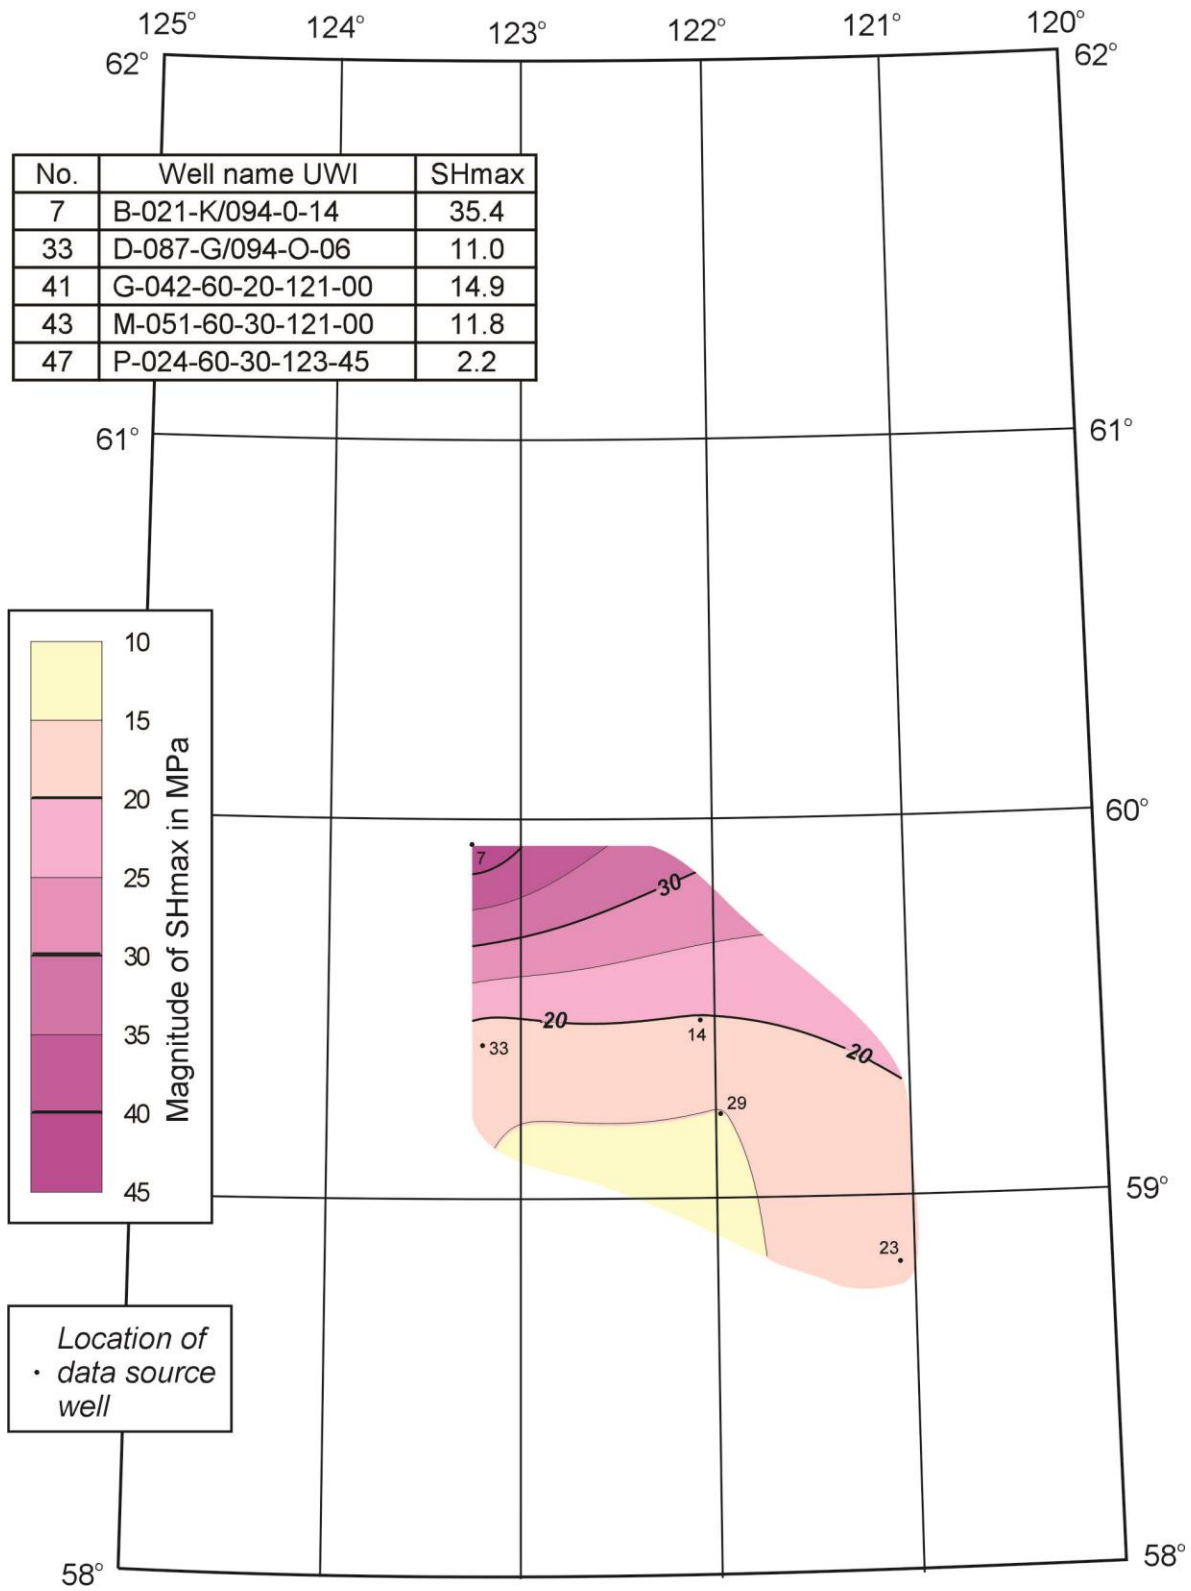 125° 124° 123° 122° 121° 120°
62° 62°
No. Well name UWI SHmax
7 B-021-K/094-0-14 35.4
33 D-087-G/094-O-06 11.0
41 G-042-60-20-121-00 14.9
43 M-051-60-30-121-00 11.8
47 P-024-60-30-123-45 2.2
61° 61°
10
15
20
25
30
35
40
45
Magnitude of SHmax in MPa
60°
7
30
20
14
33
20
29
59°
23
Location of
data source
well
58° 58°